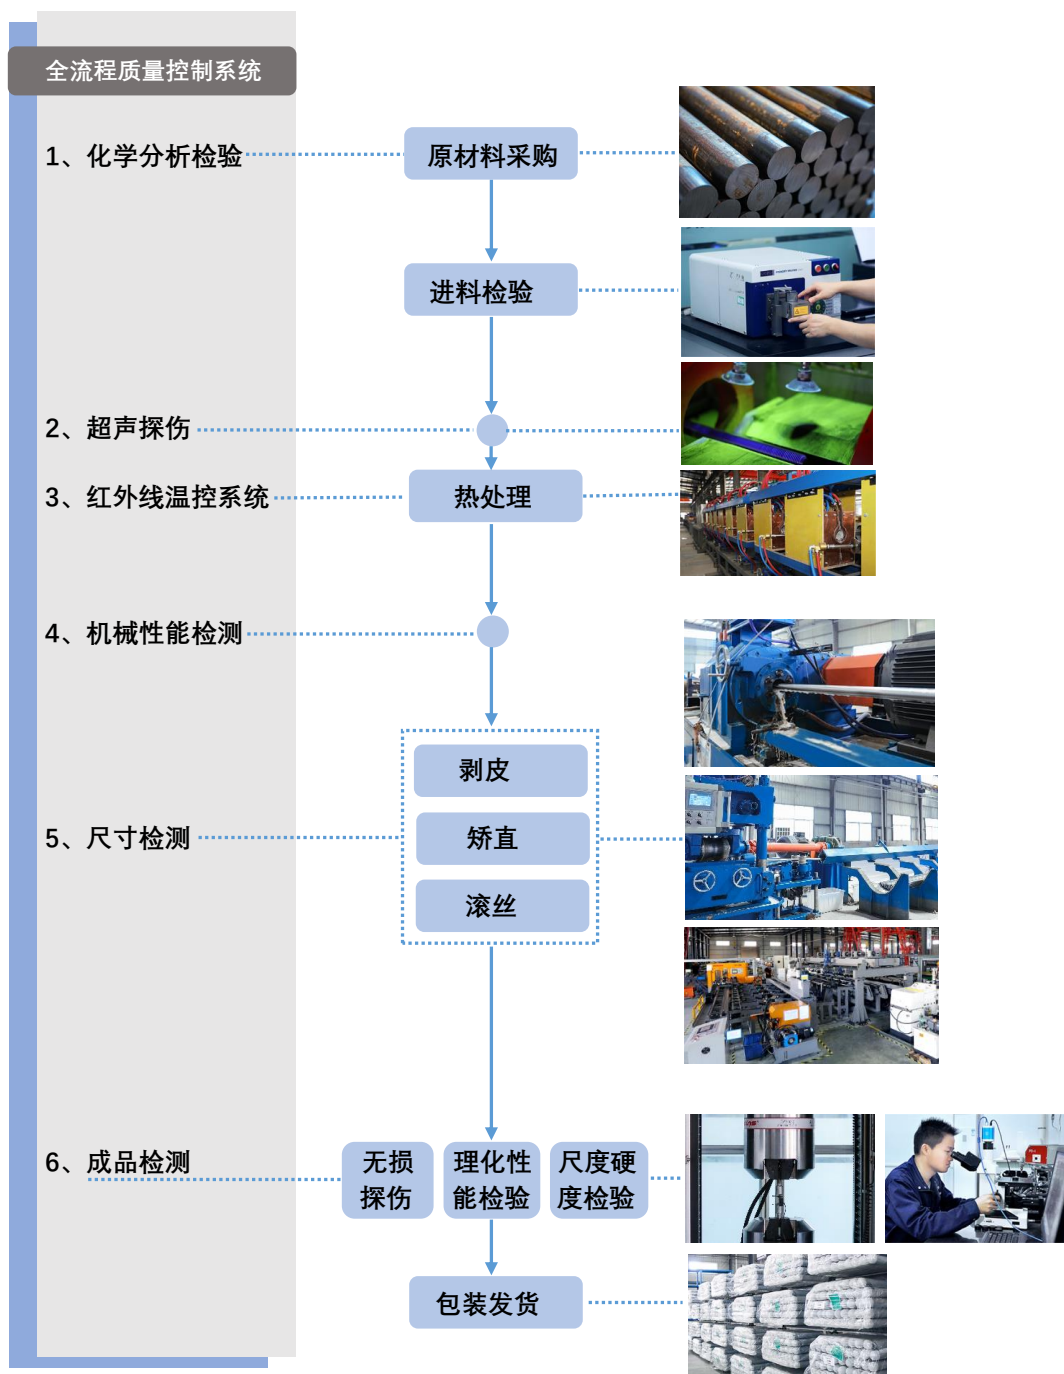 全流程质量控制系统
1、化学分析检验
原材料采购
进料检验
2、超声探伤
3、红外线温控系统
热处理
4、机械性能检测
剥皮
5、尺寸检测
矫直
滚丝
6、成品检测
无损
探伤
理化性
能检验
尺度硬
度检验
包装发货